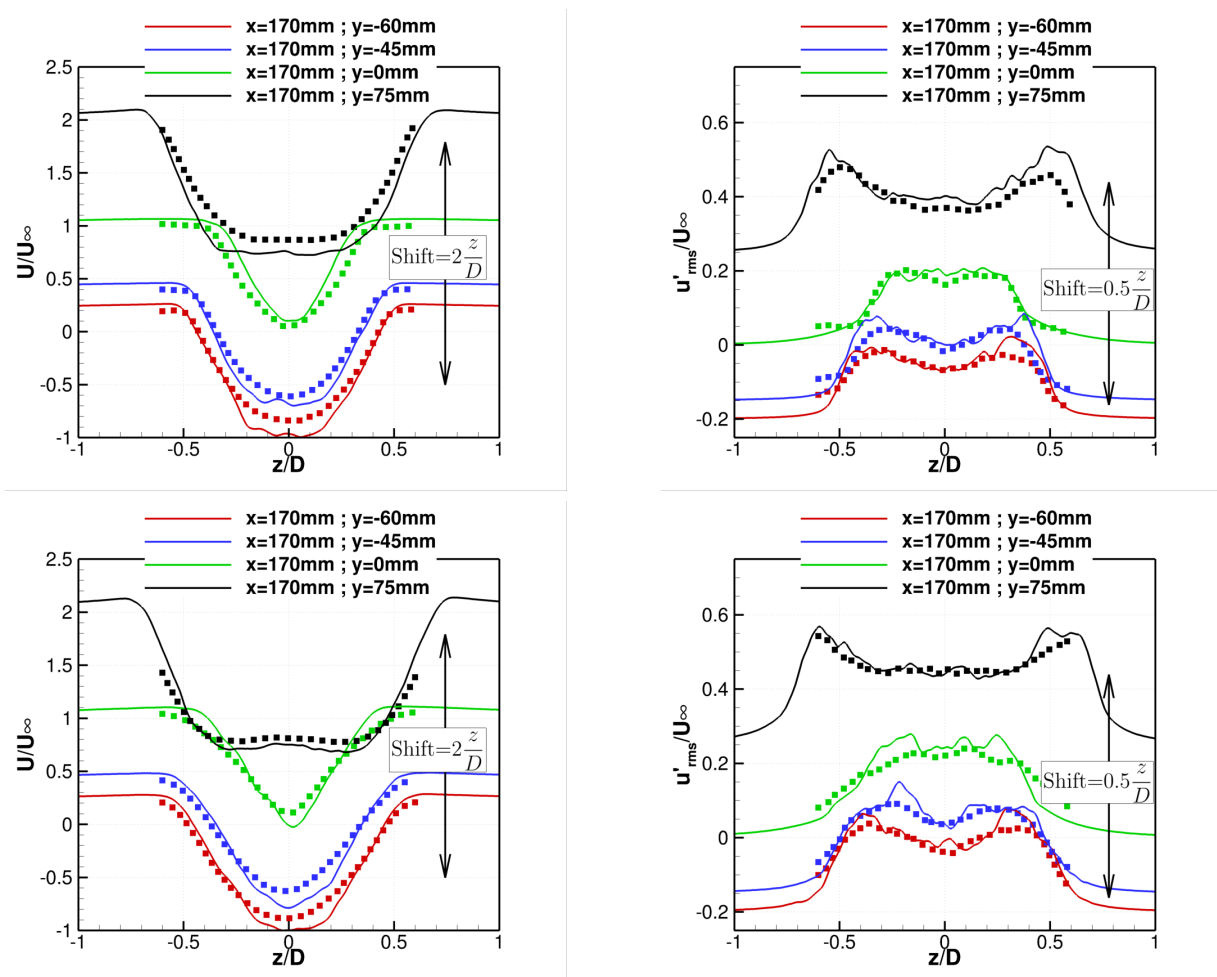 x=170mm ; y=-60mm
x=170mm ; y=-45mm
x=170mm ; y=0mm
x=170mm ; y=75mm
2.5
2
1.5
1
0.5
0
-0.5
-1
U/U∞
Shift=2z/D
-1 -0.5 0 0.5 1
z/D
x=170mm ; y=-60mm
x=170mm ; y=-45mm
x=170mm ; y=0mm
x=170mm ; y=75mm
0.6
0.4
0.2
0
-0.2
u'rms/U∞
Shift=0.5z/D
-1 -0.5 0 0.5 1
z/D
x=170mm ; y=-60mm
x=170mm ; y=-45mm
x=170mm ; y=0mm
x=170mm ; y=75mm
2.5
2
1.5
1
0.5
0
-0.5
-1
U/U∞
Shift=2z/D
-1 -0.5 0 0.5 1
z/D
x=170mm ; y=-60mm
x=170mm ; y=-45mm
x=170mm ; y=0mm
x=170mm ; y=75mm
0.6
0.4
0.2
0
-0.2
u'rms/U∞
Shift=0.5z/D
-1 -0.5 0 0.5 1
z/D